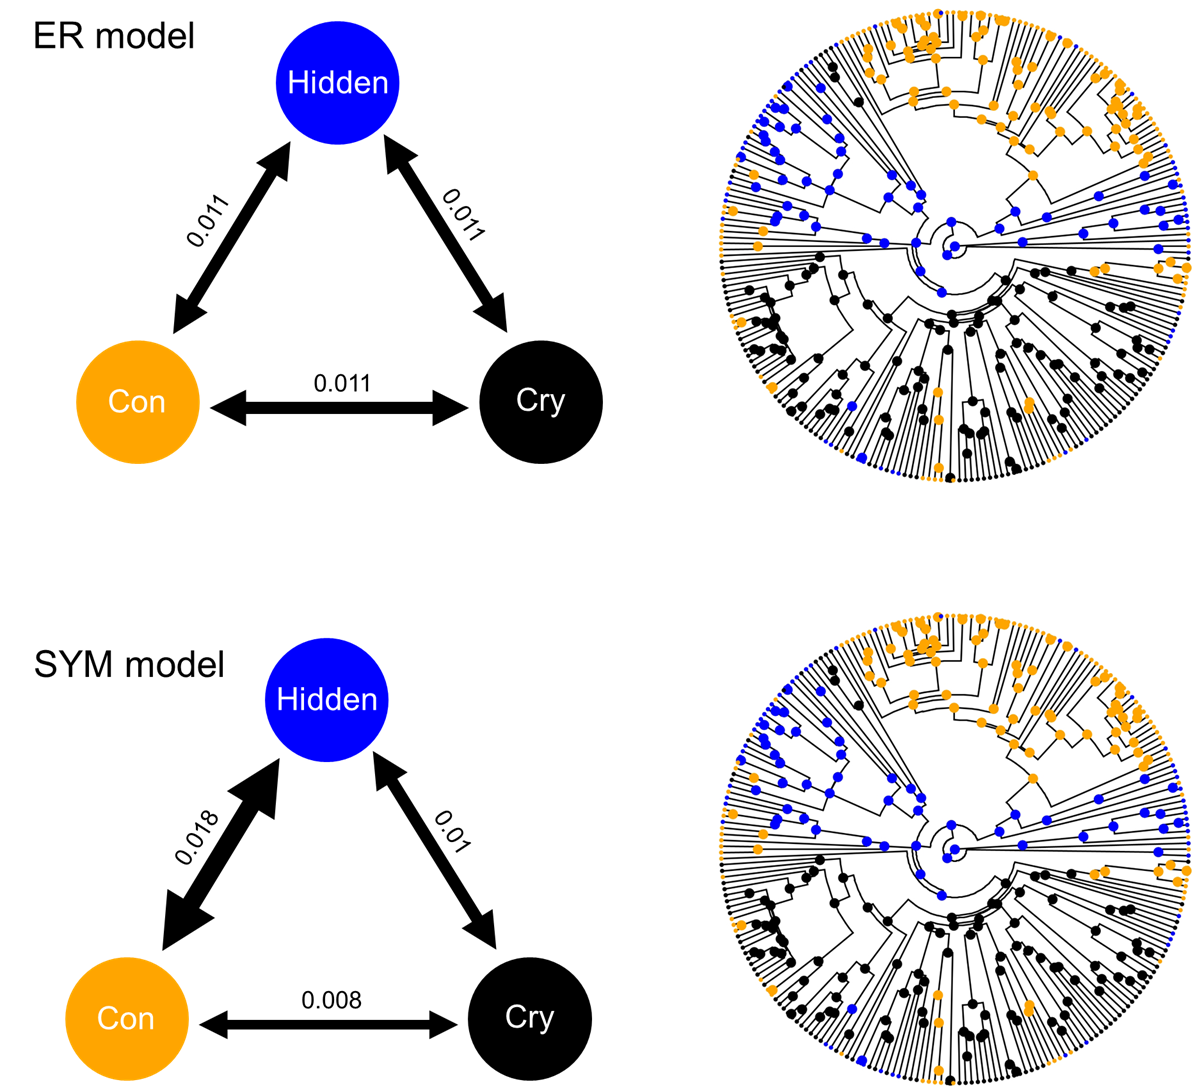 ER model
Hidden
0.011
0.011
0.011
Con
Cry
SYM model
Hidden
0.018
0.01
0.008
Con
Cry